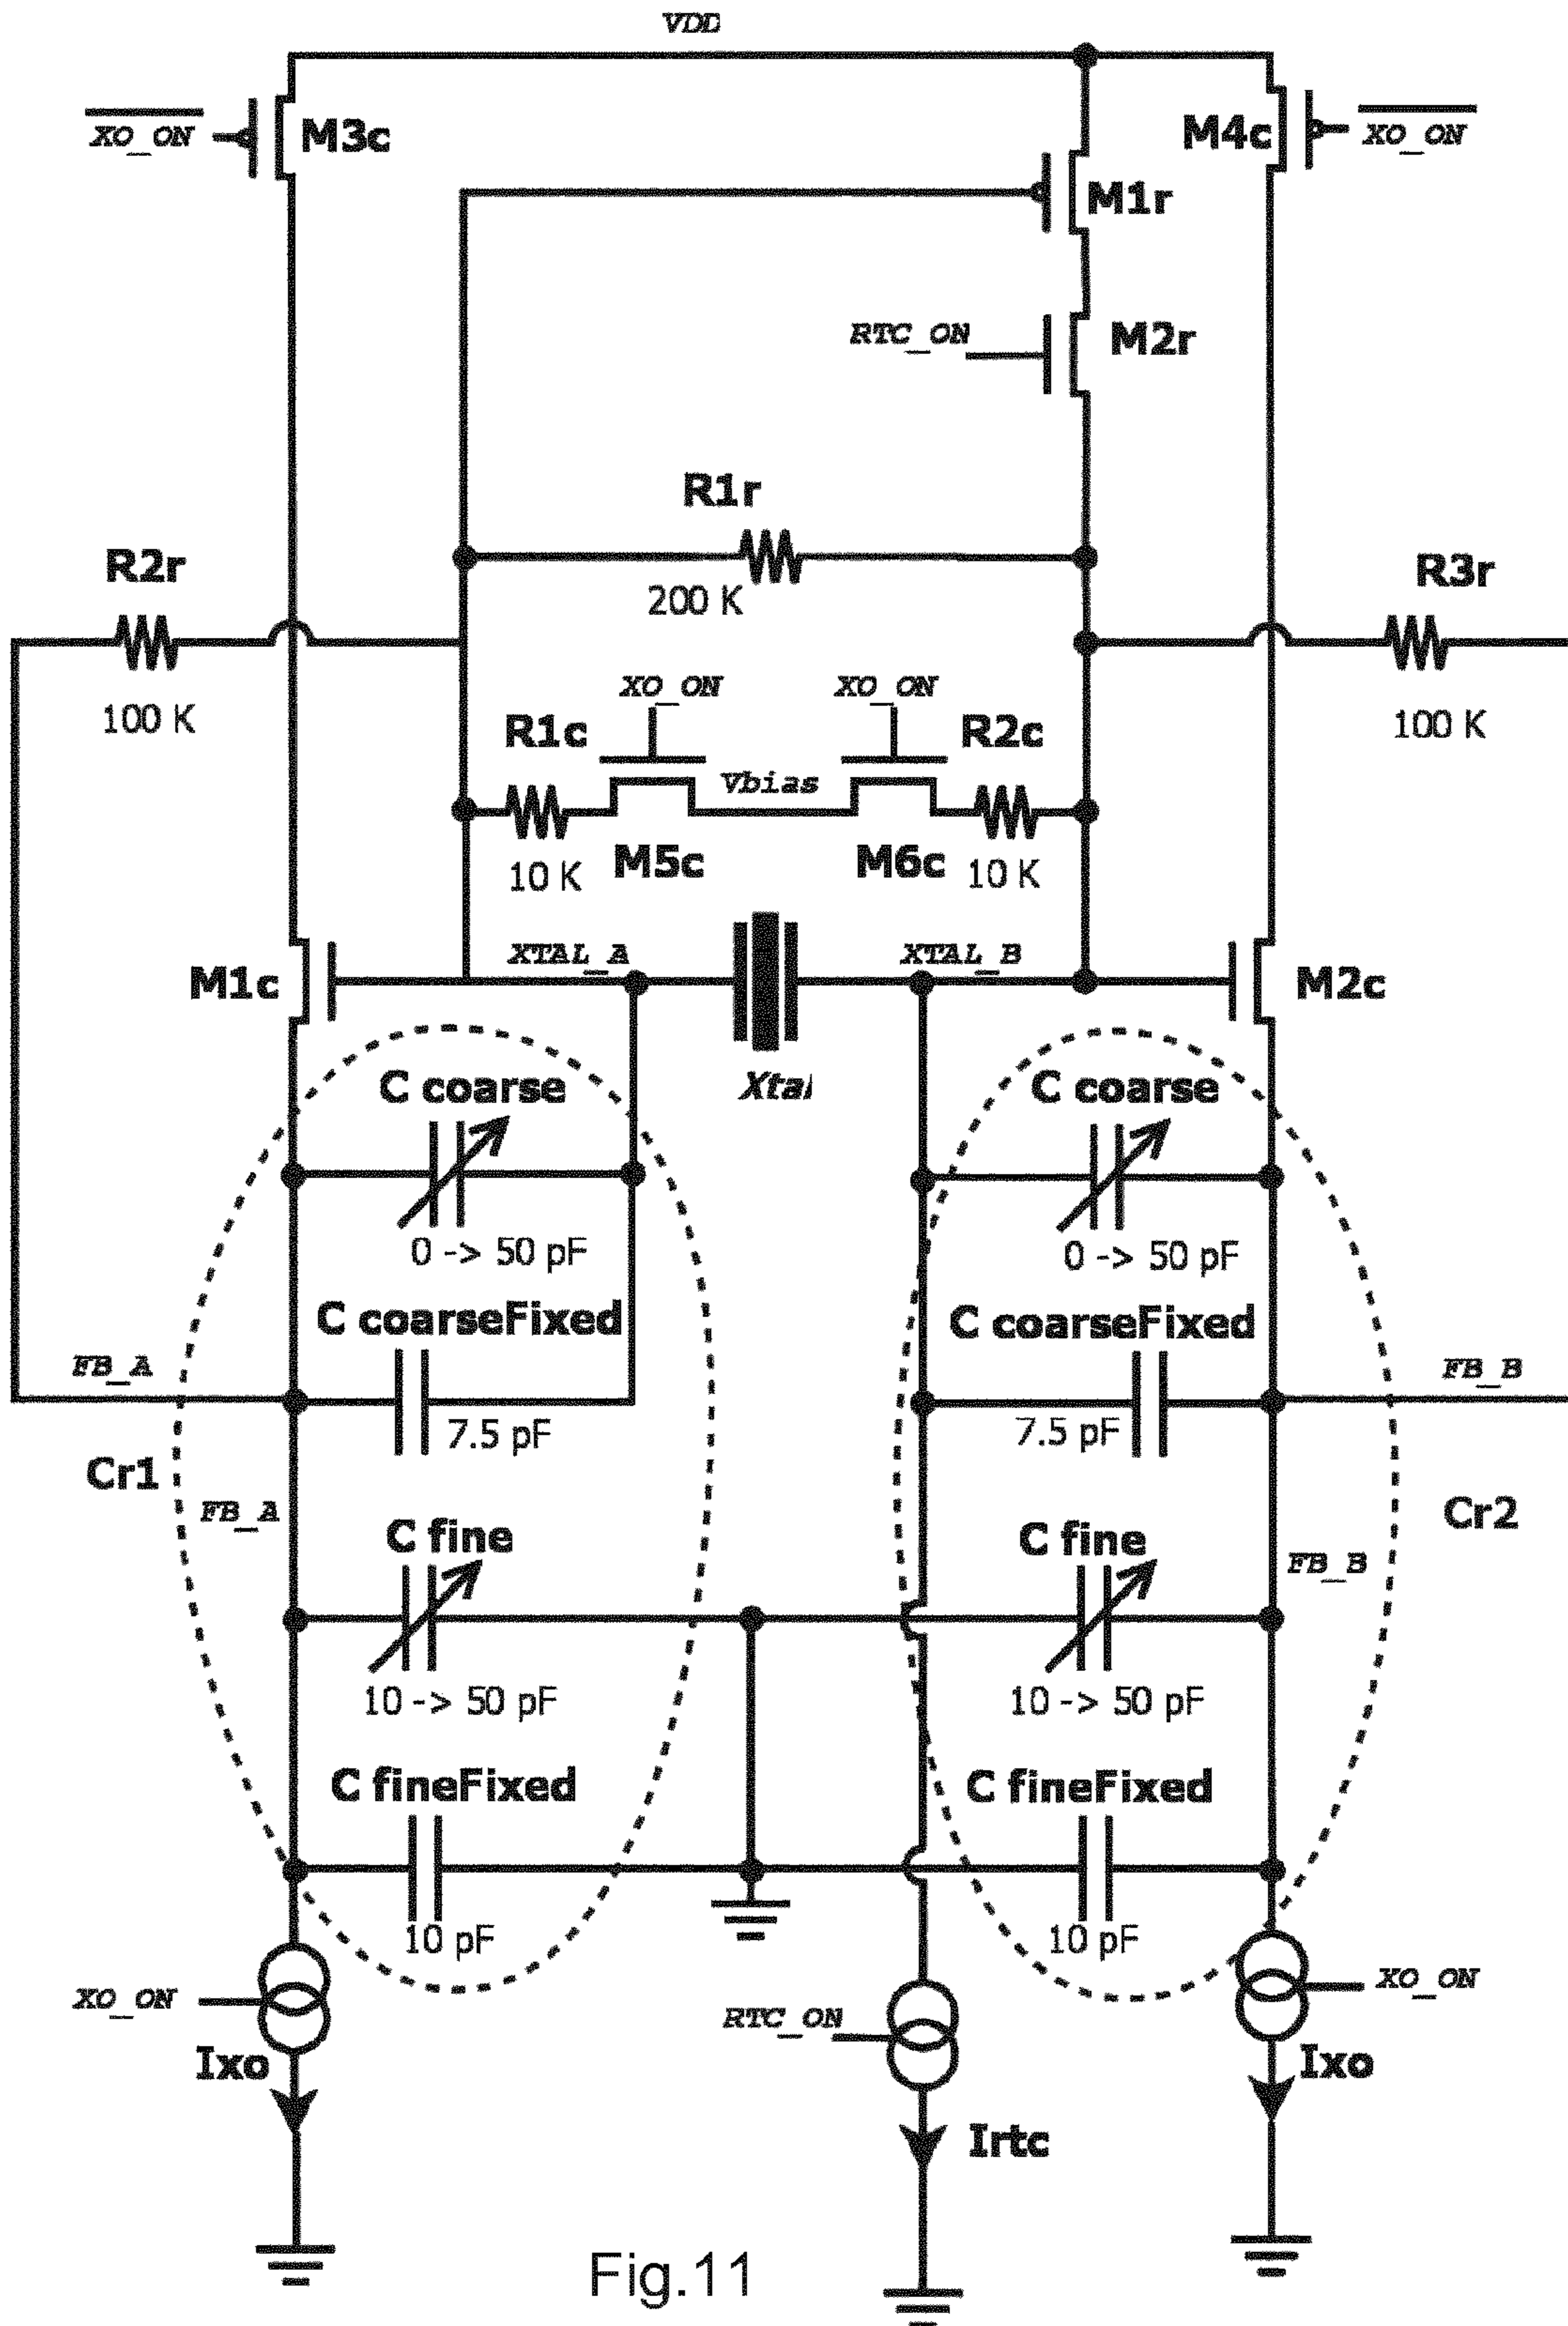 VDD
XO_ON
M3c
M4c
XO_ON
M1r
RTC_ON
M2r
R1r
200 K
R2r
100 K
R3r
100 K
XO_ON
XO_ON
R1c
Vbias
R2c
10 K
M5c
M6c
10 K
XTAL_A
XTAL_B
M1c
M2c
Xtal
C coarse
0 -> 50 pF
C coarse
0 -> 50 pF
C coarseFixed
7.5 pF
C coarseFixed
7.5 pF
FB_A
FB_B
Cr1
FB_A
Cr2
FB_B
C fine
10 -> 50 pF
C fine
10 -> 50 pF
C fineFixed
10 pF
C fineFixed
10 pF
XO_ON
Ixo
RTC_ON
Irtc
XO_ON
Ixo
Fig.11